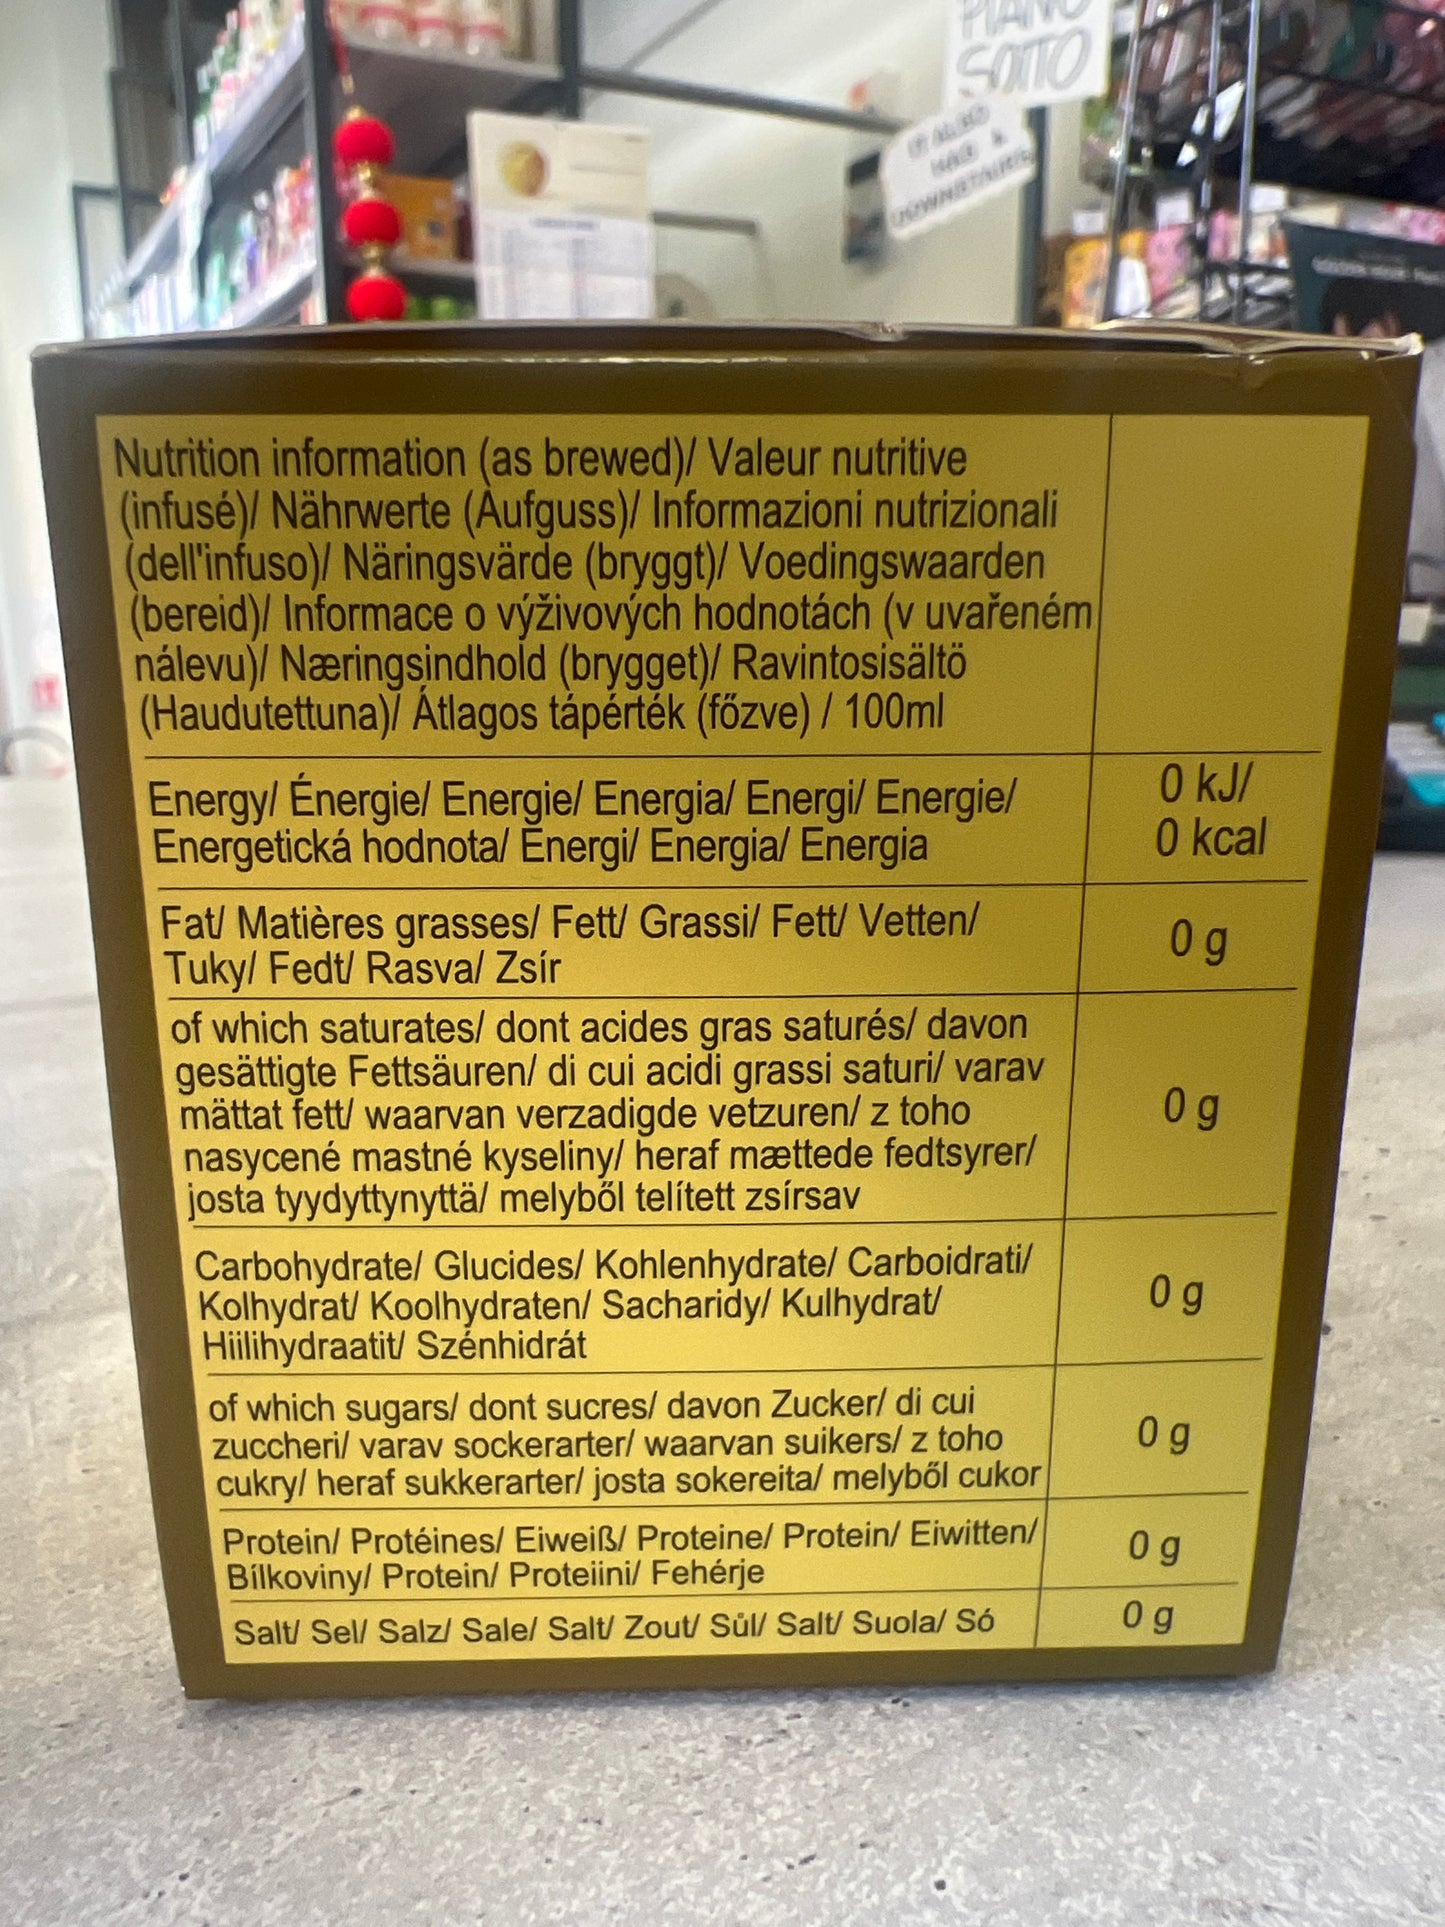 PIANO
SOTTO
Nutrition information (as brewed)/ Valeur nutritive
(infusé)/ Nährwerte (Aufguss)/ Informazioni nutrizionali
(dell'infuso)/ Näringsvärde (bryggt)/ Voedingswaarden
(bereid)/ Informace o výživových hodnotách (v uvařeném
nálevu)/ Næringsindhold (brygget)/ Ravintosisältö
(Haudutettuna)/ Átlagos tápérték (főzve) / 100ml
Energy/ Énergie/ Energie/ Energia/ Energi/ Energie/
Energetická hodnota/ Energi/ Energia/ Energia
0 kJ/
0 kcal
Fat/ Matières grasses/ Fett/ Grassi/ Fett/ Vetten/
Tuky/ Fedt/ Rasva/ Zsír
0 g
of which saturates/ dont acides gras saturés/ davon
gesättigte Fettsäuren/ di cui acidi grassi saturi/ varav
mättat fett/ waarvan verzadigde vetzuren/ z toho
nasycené mastné kyseliny/ heraf mættede fedtsyrer/
josta tyydyttynyttä/ melyből telített zsírsav
0 g
Carbohydrate/ Glucides/ Kohlenhydrate/ Carboidrati/
Kolhydrat/ Koolhydraten/ Sacharidy/ Kulhydrat/
Hiilihydraatit/ Szénhidrát
0 g
of which sugars/ dont sucres/ davon Zucker/ di cui
zuccheri/ varav sockerarter/ waarvan suikers/ z toho
cukry/ heraf sukkerarter/ josta sokereita/ melyből cukor
0 g
Protein/ Protéines/ Eiweiß/ Proteine/ Protein/ Eiwitten/
Bílkoviny/ Protein/ Proteiini/ Fehérje
0 g
Salt/ Sel/ Salz/ Sale/ Salt/ Zout/ Sůl/ Salt/ Suola/ Só
0 g